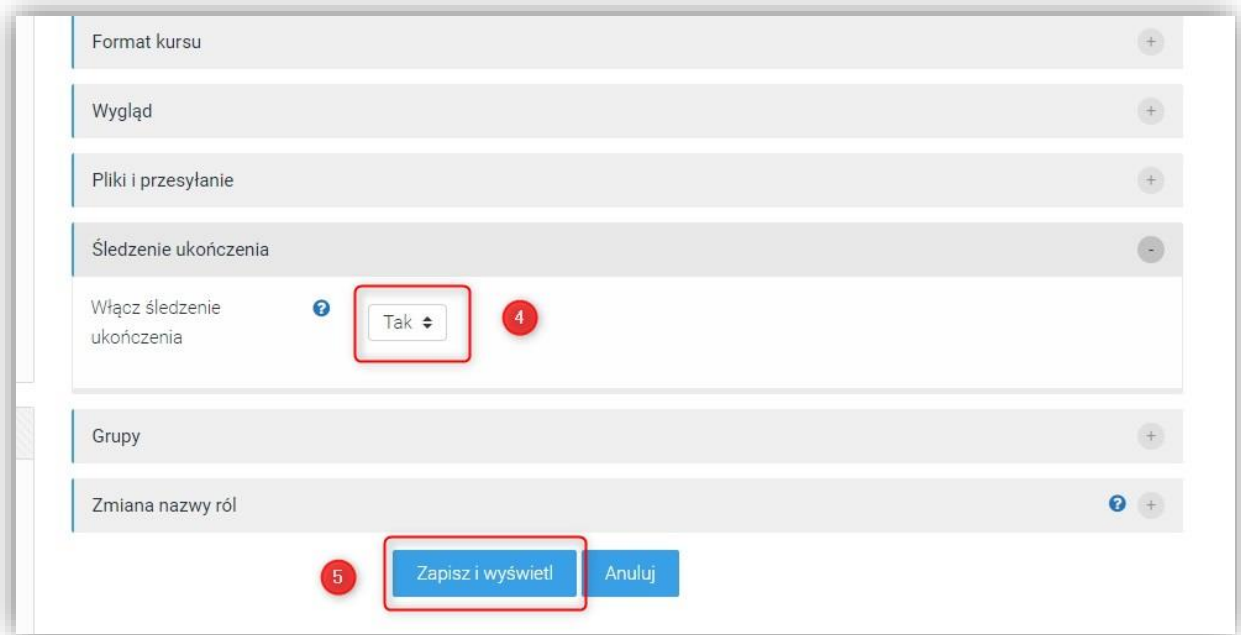 Format kursu
Wygląd
Pliki i przesyłanie
Śledzenie ukończenia
Włącz śledzenie
ukończenia
Tak
4
Grupy
Zmiana nazwy ról
5
Zapisz i wyświetl
Anuluj